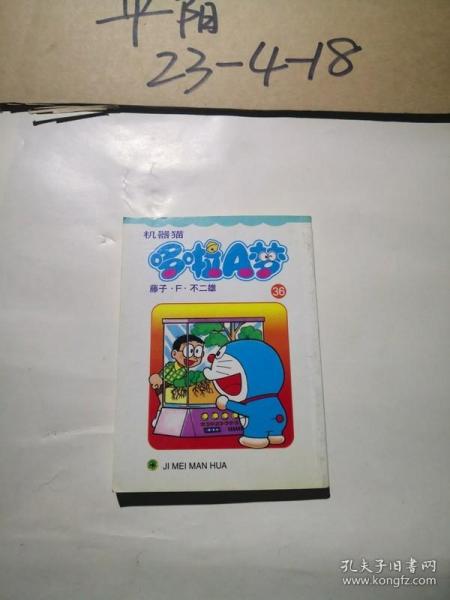 平阳
23-4-18
机器猫
哆啦A梦
藤子·F·不二雄
36
JI MEI MAN HUA
孔夫子旧书网
www.kongfz.com